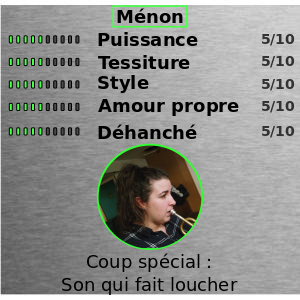 Ménon
Puissance 5/10
Tessiture 5/10
Style 5/10
Amour propre 5/10
Déhanché 5/10
Coup spécial :
Son qui fait loucher